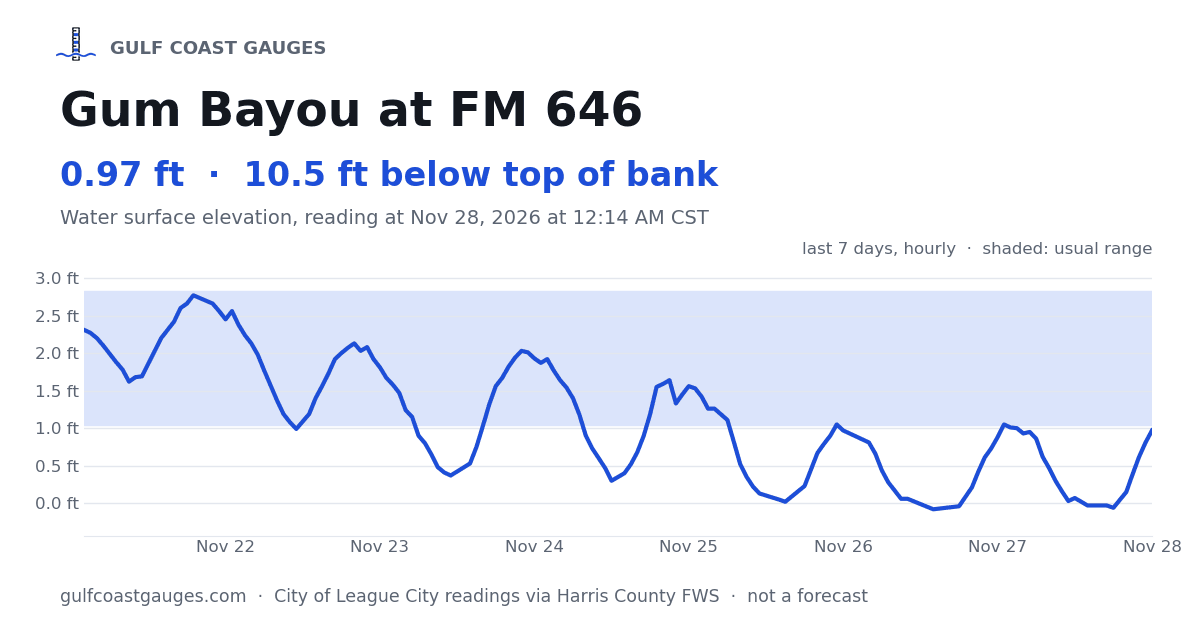 GULF COAST GAUGES
Gum Bayou at FM 646
0.97 ft · 10.5 ft below top of bank
Water surface elevation, reading at Nov 28, 2026 at 12:14 AM CST
last 7 days, hourly · shaded: usual range
3.0 ft
2.5 ft
2.0 ft
1.5 ft
1.0 ft
0.5 ft
0.0 ft
Nov 22 Nov 23 Nov 24 Nov 25 Nov 26 Nov 27 Nov 28
gulfcoastgauges.com · City of League City readings via Harris County FWS · not a forecast